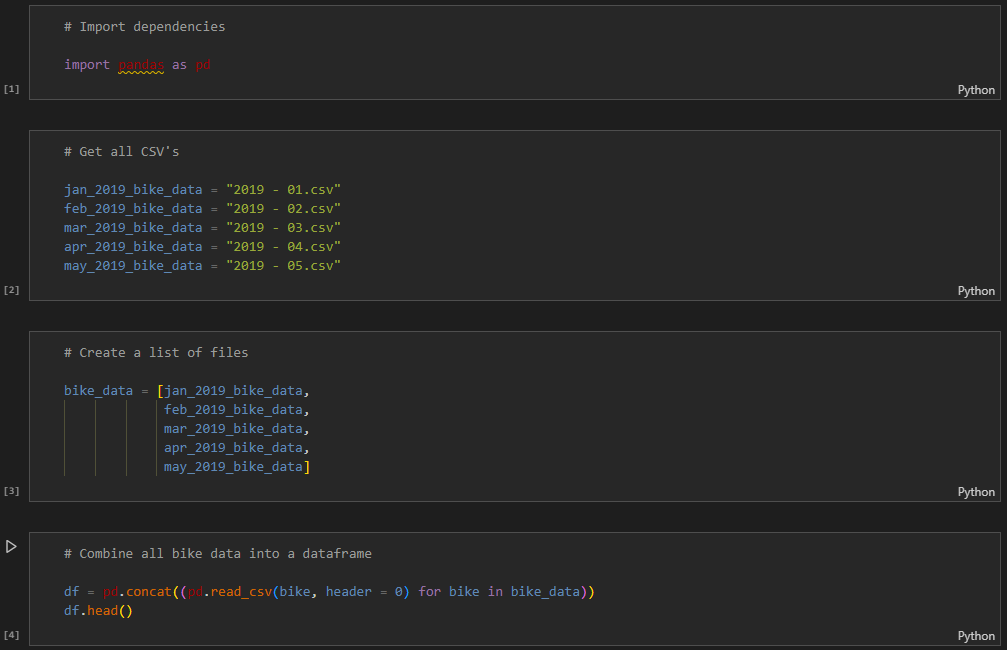 # Import dependencies
import pandas as pd
[1]
Python
# Get all CSV's
jan_2019_bike_data = "2019 - 01.csv"
feb_2019_bike_data = "2019 - 02.csv"
mar_2019_bike_data = "2019 - 03.csv"
apr_2019_bike_data = "2019 - 04.csv"
may_2019_bike_data = "2019 - 05.csv"
[2]
Python
# Create a list of files
bike_data = [jan_2019_bike_data,
feb_2019_bike_data,
mar_2019_bike_data,
apr_2019_bike_data,
may_2019_bike_data]
[3]
Python
# Combine all bike data into a dataframe
df = pd.concat((pd.read_csv(bike, header = 0) for bike in bike_data))
df.head()
[4]
Python